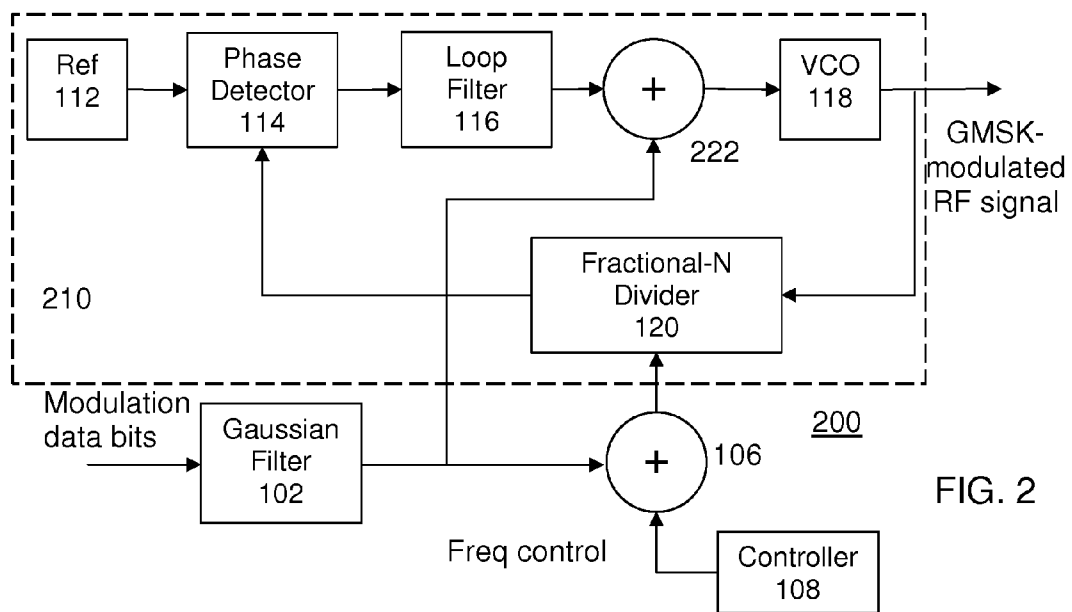 Ref
112
Phase
Detector
114
Loop
Filter
116
+
222
VCO
118
GMSK-
modulated
RF signal
Fractional-N
Divider
120
210
Modulation
data bits
Gaussian
Filter
102
+
106
200
FIG. 2
Freq control
Controller
108